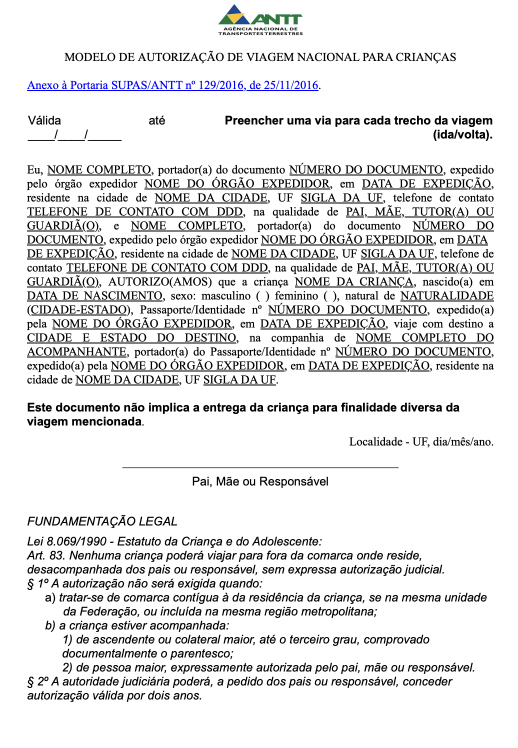 ANTT
AGÊNCIA NACIONAL DE
TRANSPORTES TERRESTRES
MODELO DE AUTORIZAÇÃO DE VIAGEM NACIONAL PARA CRIANÇAS
Anexo à Portaria SUPAS/ANTT nº 129/2016, de 25/11/2016.
Válida até Preencher uma via para cada trecho da viagem
____/____/_____ (ida/volta).
Eu, NOME COMPLETO, portador(a) do documento NÚMERO DO DOCUMENTO, expedido
pelo órgão expedidor NOME DO ÓRGÃO EXPEDIDOR, em DATA DE EXPEDIÇÃO,
residente na cidade de NOME DA CIDADE, UF SIGLA DA UF, telefone de contato
TELEFONE DE CONTATO COM DDD, na qualidade de PAI, MÃE, TUTOR(A) OU
GUARDIÃ(O), e NOME COMPLETO, portador(a) do documento NÚMERO DO
DOCUMENTO, expedido pelo órgão expedidor NOME DO ÓRGÃO EXPEDIDOR, em DATA
DE EXPEDIÇÃO, residente na cidade de NOME DA CIDADE, UF SIGLA DA UF, telefone de
contato TELEFONE DE CONTATO COM DDD, na qualidade de PAI, MÃE, TUTOR(A) OU
GUARDIÃ(O), AUTORIZO(AMOS) que a criança NOME DA CRIANÇA, nascido(a) em
DATA DE NASCIMENTO, sexo: masculino ( ) feminino ( ), natural de NATURALIDADE
(CIDADE-ESTADO), Passaporte/Identidade nº NÚMERO DO DOCUMENTO, expedido(a)
pela NOME DO ÓRGÃO EXPEDIDOR, em DATA DE EXPEDIÇÃO, viaje com destino a
CIDADE E ESTADO DO DESTINO, na companhia de NOME COMPLETO DO
ACOMPANHANTE, portador(a) do Passaporte/Identidade nº NÚMERO DO DOCUMENTO,
expedido(a) pela NOME DO ÓRGÃO EXPEDIDOR, em DATA DE EXPEDIÇÃO, residente na
cidade de NOME DA CIDADE, UF SIGLA DA UF.
Este documento não implica a entrega da criança para finalidade diversa da
viagem mencionada.
Localidade - UF, dia/mês/ano.
Pai, Mãe ou Responsável
FUNDAMENTAÇÃO LEGAL
Lei 8.069/1990 - Estatuto da Criança e do Adolescente:
Art. 83. Nenhuma criança poderá viajar para fora da comarca onde reside,
desacompanhada dos pais ou responsável, sem expressa autorização judicial.
§ 1º A autorização não será exigida quando:
a) tratar-se de comarca contígua à da residência da criança, se na mesma unidade
da Federação, ou incluída na mesma região metropolitana;
b) a criança estiver acompanhada:
1) de ascendente ou colateral maior, até o terceiro grau, comprovado
documentalmente o parentesco;
2) de pessoa maior, expressamente autorizada pelo pai, mãe ou responsável.
§ 2º A autoridade judiciária poderá, a pedido dos pais ou responsável, conceder
autorização válida por dois anos.